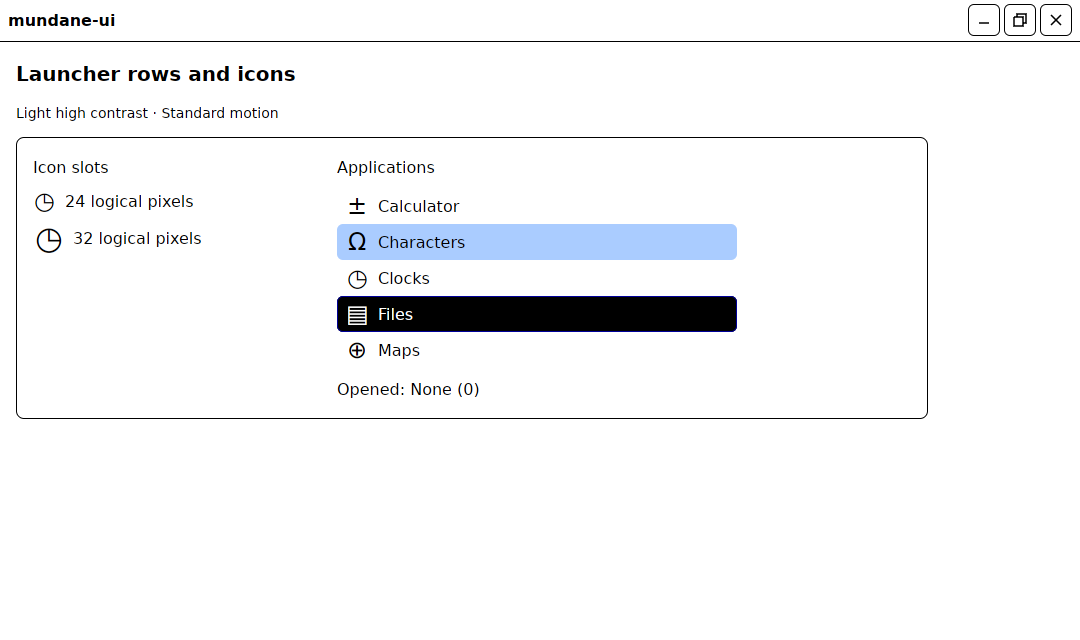 mundane-ui
Launcher rows and icons
Light high contrast · Standard motion
Icon slots
24 logical pixels
32 logical pixels
Applications
± Calculator
Ω Characters
Clocks
Files
⊕ Maps
Opened: None (0)